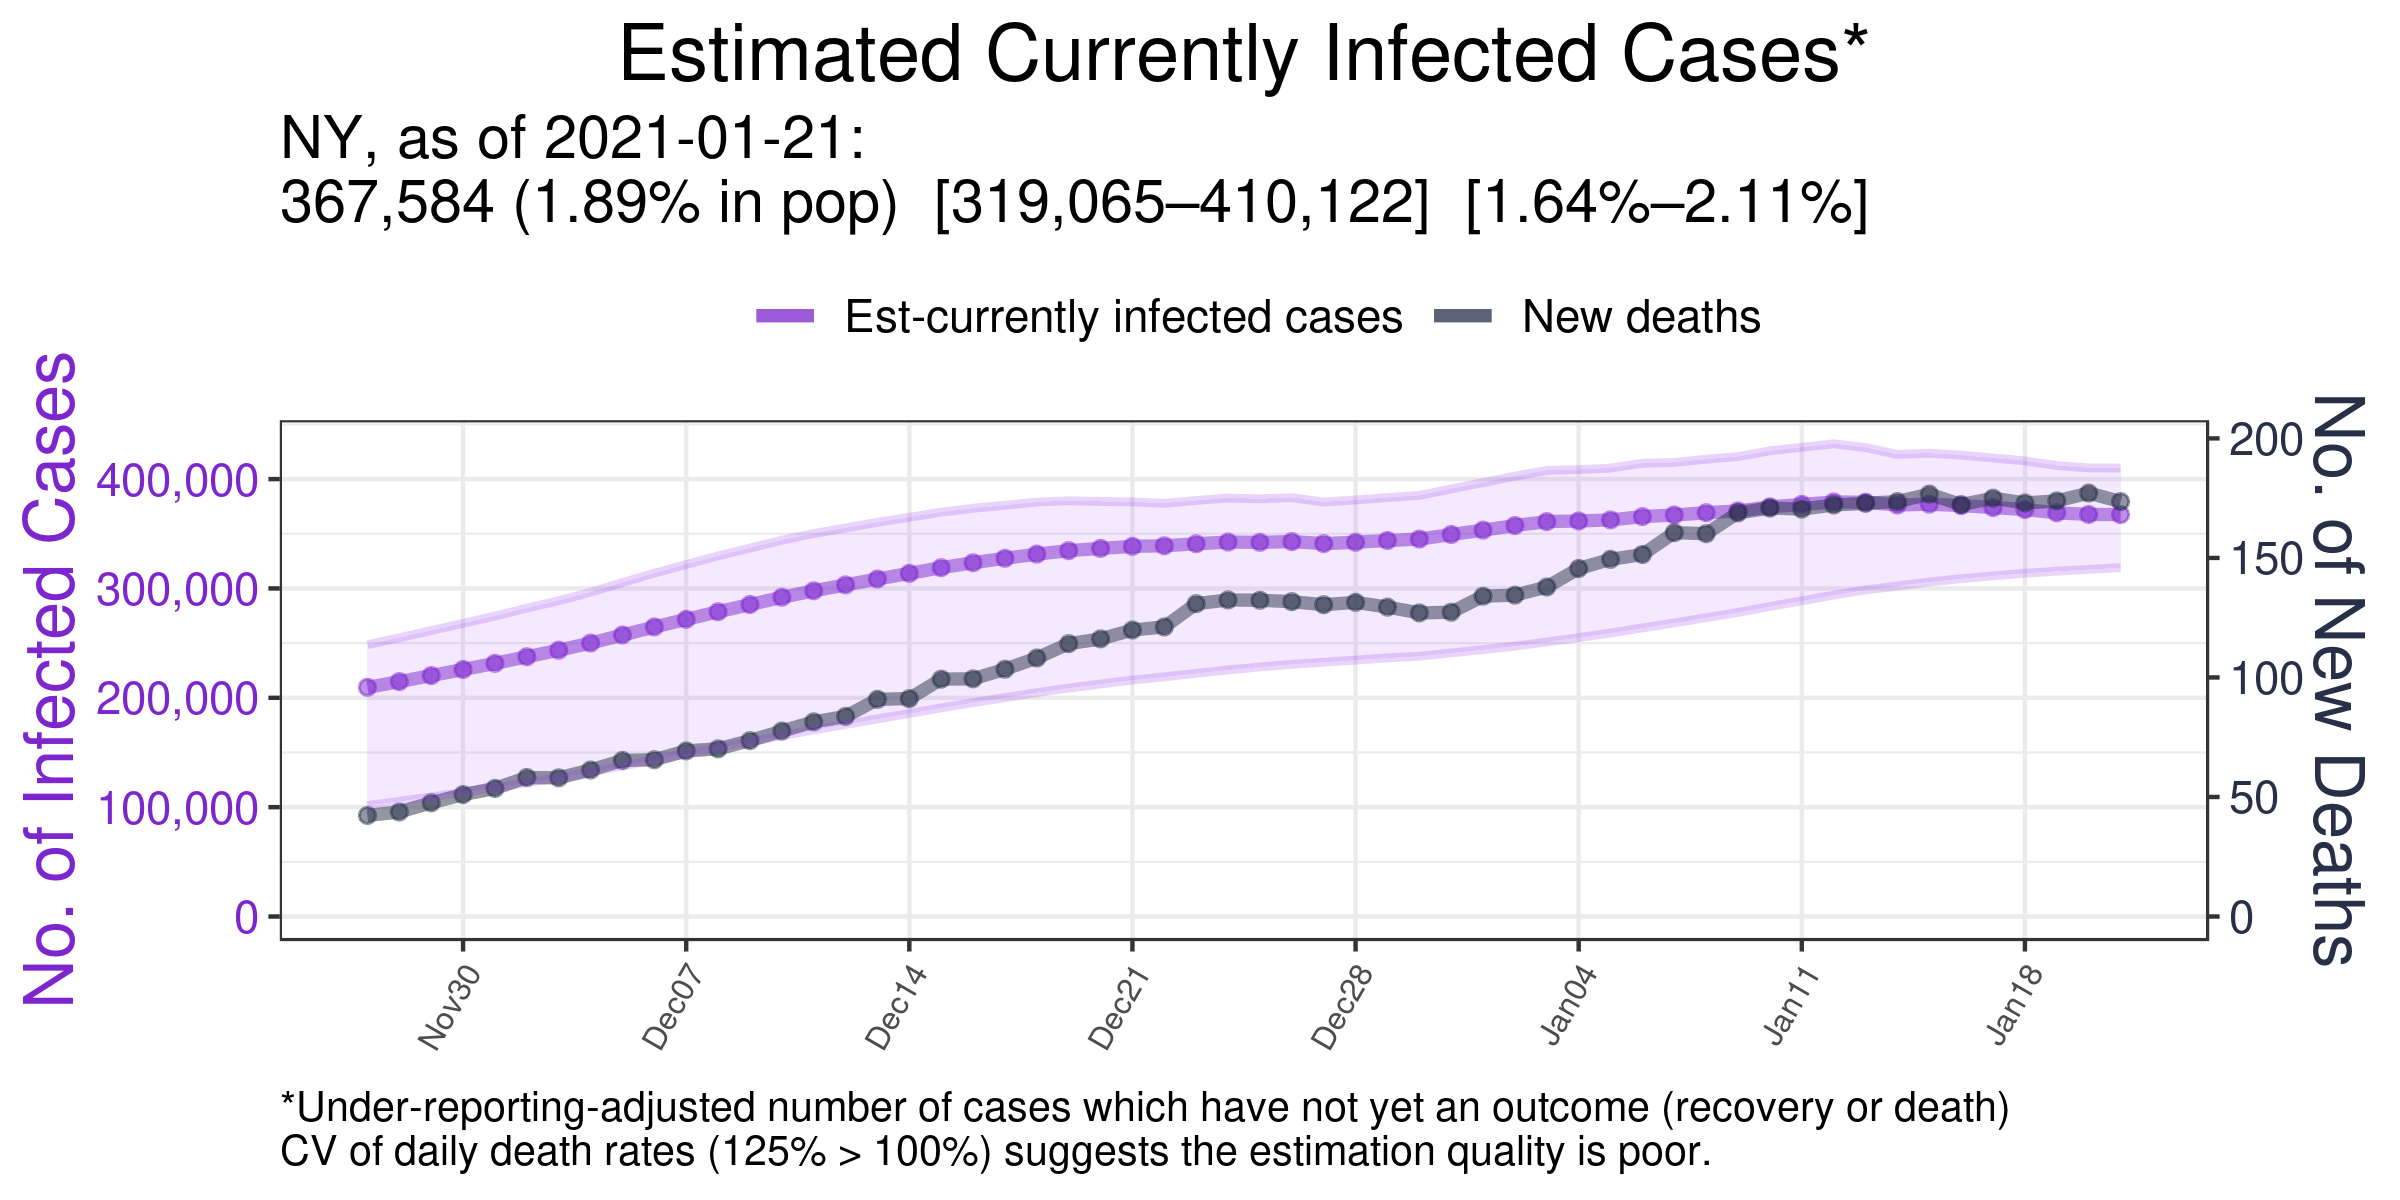 Estimated Currently Infected Cases*
NY, as of 2021-01-21:
367,584 (1.89% in pop)  [319,065–410,122]  [1.64%–2.11%]
Est-currently infected cases
New deaths
No. of Infected Cases
400,000
300,000
200,000
100,000
0
200
150
100
50
0
No. of New Deaths
Nov30
Dec07
Dec14
Dec21
Dec28
Jan04
Jan11
Jan18
*Under-reporting-adjusted number of cases which have not yet an outcome (recovery or death)
CV of daily death rates (125% > 100%) suggests the estimation quality is poor.